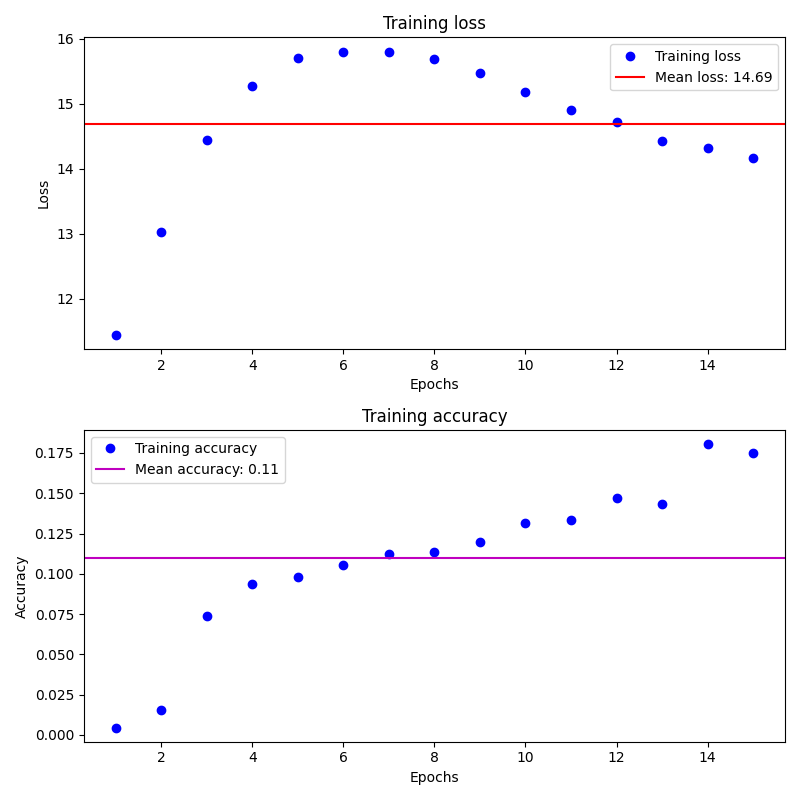 Training loss
16
15
14
13
12
Loss
Training loss
Mean loss: 14.69
2 4 6 8 10 12 14
Epochs
Training accuracy
0.175
0.150
0.125
0.100
0.075
0.050
0.025
0.000
Accuracy
Training accuracy
Mean accuracy: 0.11
2 4 6 8 10 12 14
Epochs